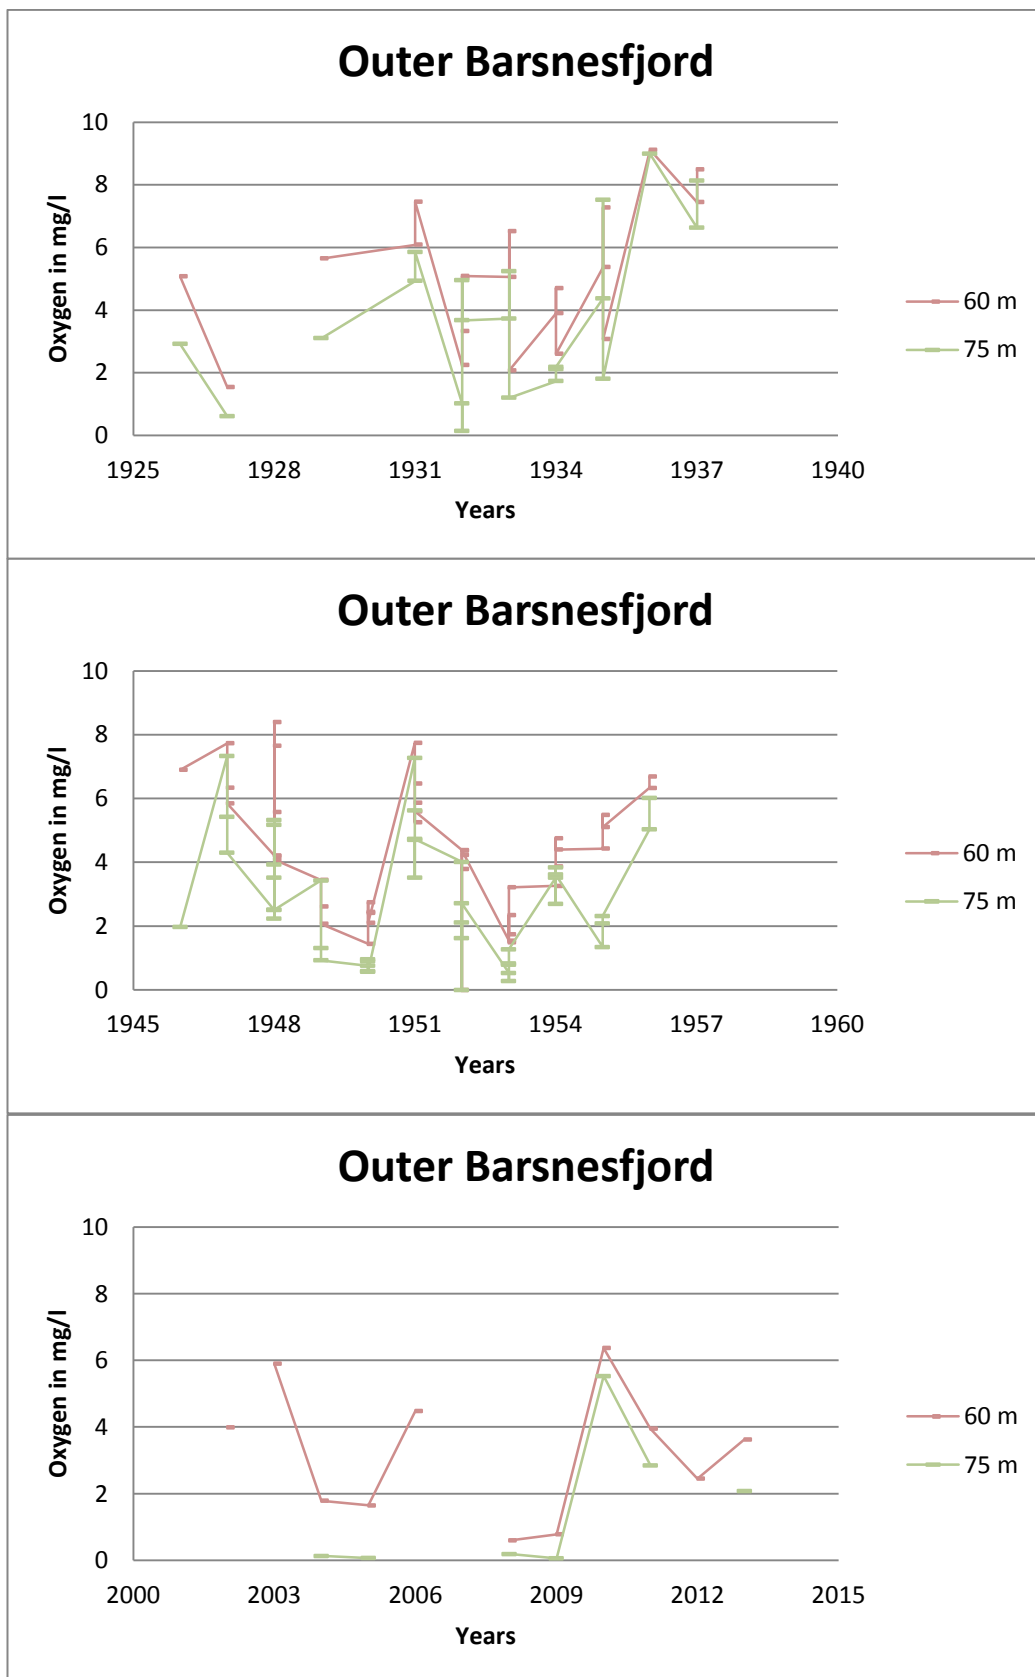 Outer Barsnesfjord
10
8
6
4
2
0
Oxygen in mg/l
1925 1928 1931 1934 1937 1940
Years
60 m
75 m
Outer Barsnesfjord
10
8
6
4
2
0
Oxygen in mg/l
1945 1948 1951 1954 1957 1960
Years
60 m
75 m
Outer Barsnesfjord
10
8
6
4
2
0
Oxygen in mg/l
2000 2003 2006 2009 2012 2015
Years
60 m
75 m